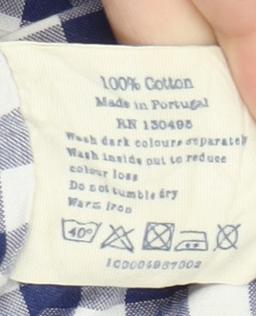 100% Cotton
Made in Portugal
RN 130495
Wash dark colours separately
Wash inside out to reduce
colour loss
Do not tumble dry
Warm iron
40°